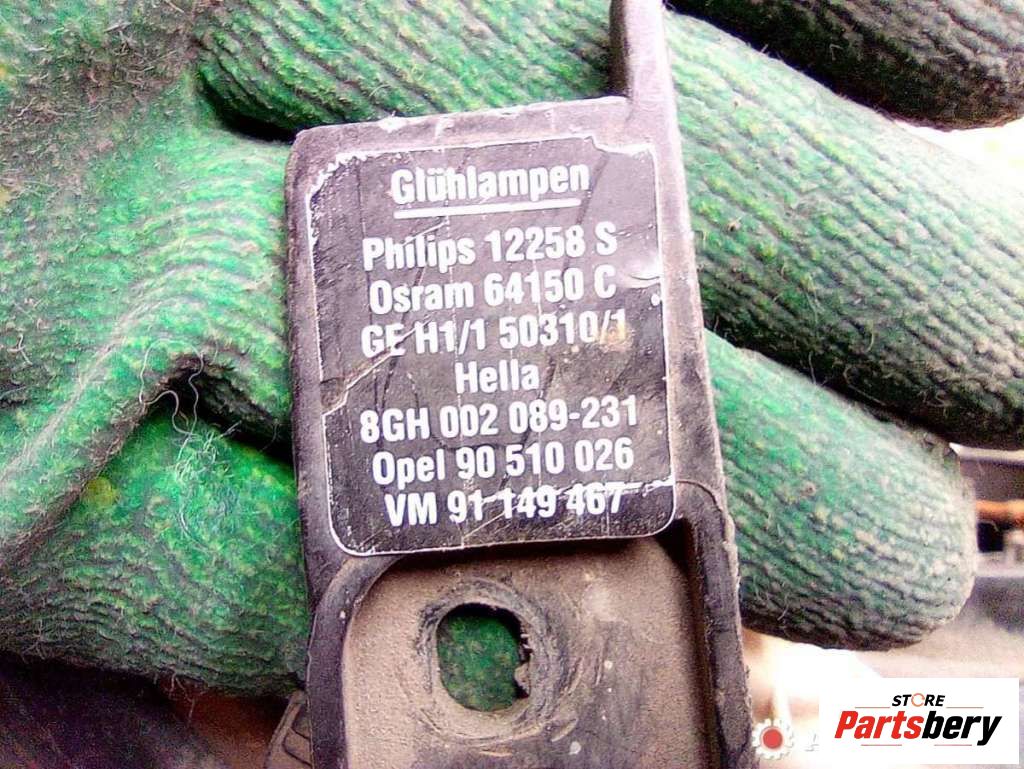 Glühlampen
Philips 12258 S
Osram 64150 C
GE H1/1 50310/1
Hella
8GH 002 089-231
Opel 90 510 026
VM 91 149 467
STORE
Partsbery